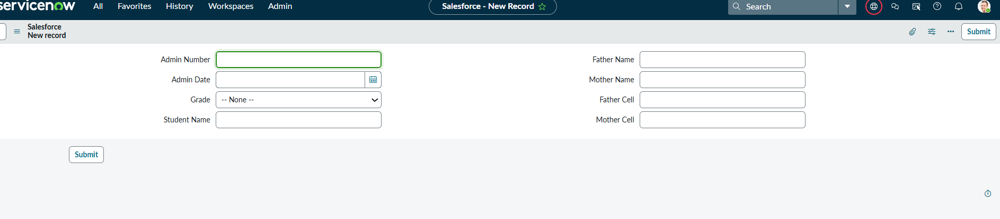 servicenow All Favorites History Workspaces Admin Salesforce - New Record Search
Salesforce
New record
Submit
Admin Number
Admin Date
Grade -- None --
Student Name
Father Name
Mother Name
Father Cell
Mother Cell
Submit